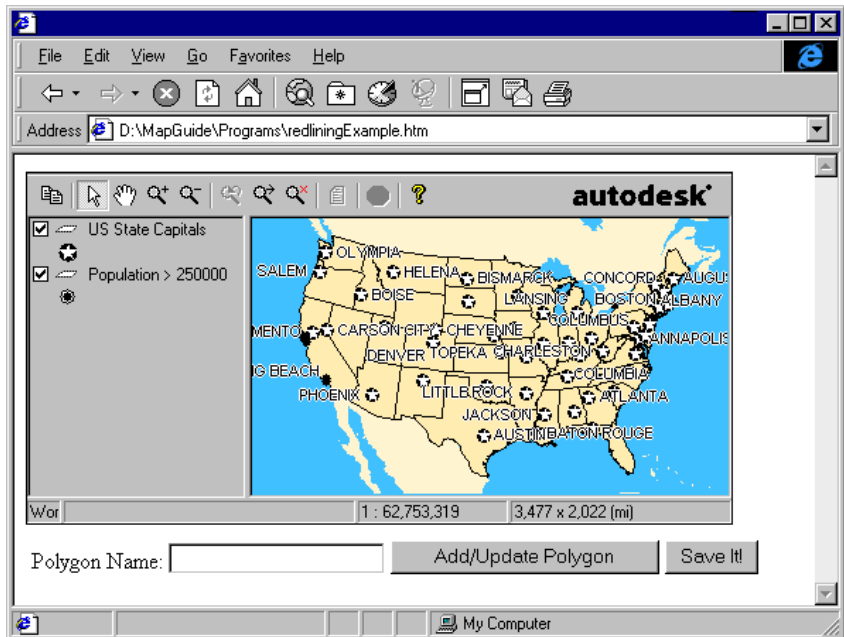 File Edit View Go Favorites Help
Address D:\MapGuide\Programs\redliningExample.htm
autodesk
US State Capitals
Population > 250000
OLYMPIA
SALEM
HELENA
BISMARCK
CONCORD
AUGU
BOISE
LANSING
BOSTON
ALBANY
COLUMBUS
MENTO
CARSON CITY
CHEYENNE
ANNAPOLIS
DENVER
TOPEKA
CHARLESTON
G BEACH
COLUMBIA
PHOENIX
LITTLE ROCK
ATLANTA
JACKSON
AUSTIN
BATON ROUGE
Wor
1 : 62,753,319
3,477 x 2,022 (mi)
Polygon Name:
Add/Update Polygon
Save It!
My Computer